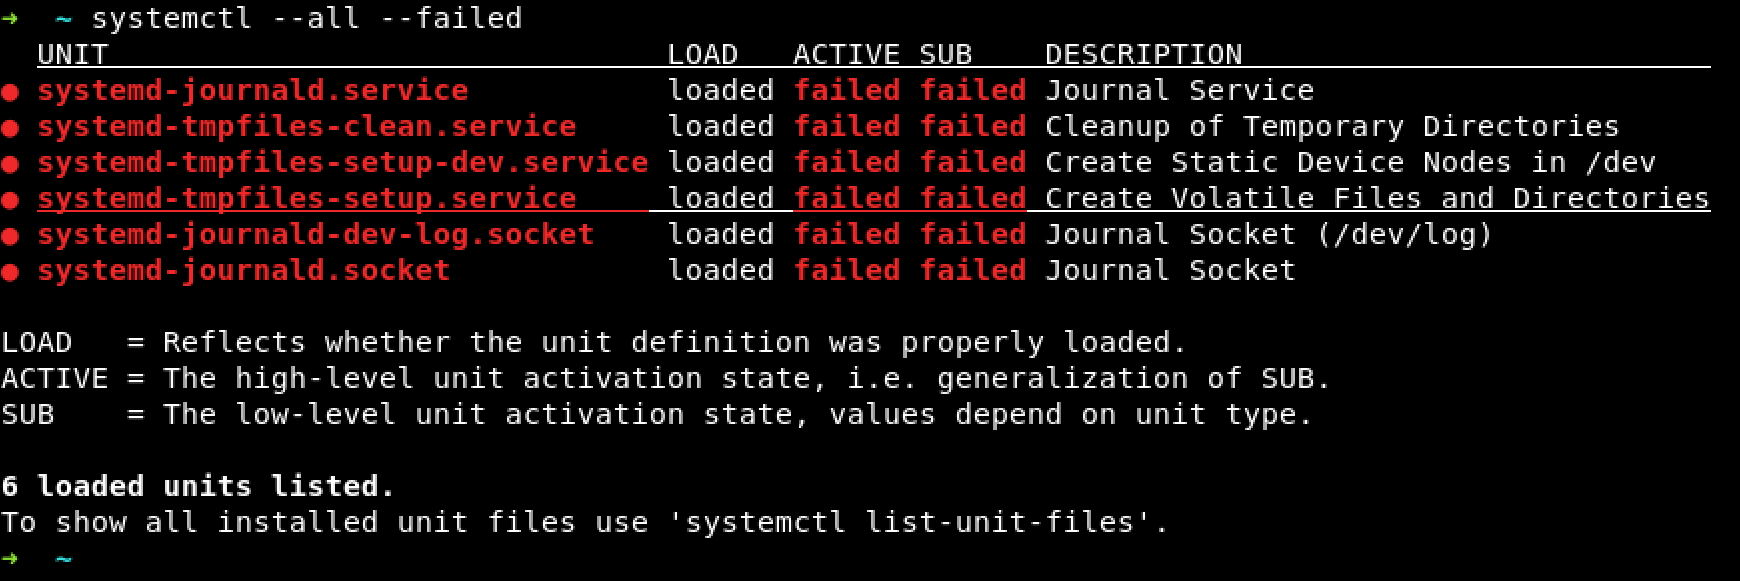 ➜  ~ systemctl --all --failed
  UNIT                               LOAD   ACTIVE SUB    DESCRIPTION
● systemd-journald.service           loaded failed failed Journal Service
● systemd-tmpfiles-clean.service     loaded failed failed Cleanup of Temporary Directories
● systemd-tmpfiles-setup-dev.service loaded failed failed Create Static Device Nodes in /dev
● systemd-tmpfiles-setup.service     loaded failed failed Create Volatile Files and Directories
● systemd-journald-dev-log.socket    loaded failed failed Journal Socket (/dev/log)
● systemd-journald.socket            loaded failed failed Journal Socket

LOAD   = Reflects whether the unit definition was properly loaded.
ACTIVE = The high-level unit activation state, i.e. generalization of SUB.
SUB    = The low-level unit activation state, values depend on unit type.

6 loaded units listed.
To show all installed unit files use 'systemctl list-unit-files'.
➜  ~